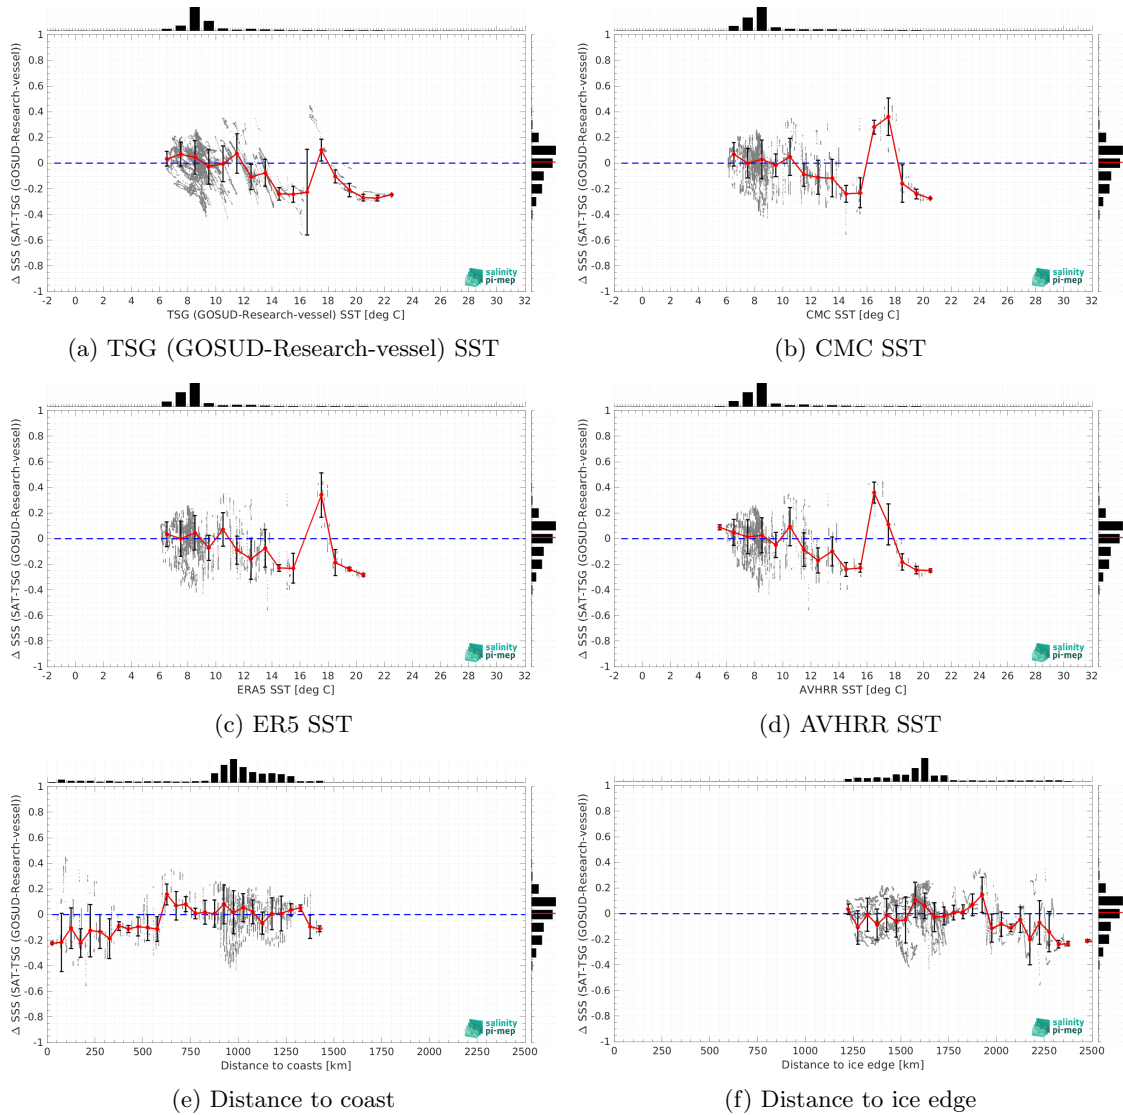 1
0.8
0.6
0.4
0.2
0
-0.2
-0.4
-0.6
-0.8
-1
Δ SSS (SAT-TSG (GOSUD-Research-vessel))
salinity
pi-mep
-2 0 2 4 6 8 10 12 14 16 18 20 22 24 26 28 30 32
TSG (GOSUD-Research-vessel) SST [deg C]
(a) TSG (GOSUD-Research-vessel) SST
1
0.8
0.6
0.4
0.2
0
-0.2
-0.4
-0.6
-0.8
-1
Δ SSS (SAT-TSG (GOSUD-Research-vessel))
salinity
pi-mep
-2 0 2 4 6 8 10 12 14 16 18 20 22 24 26 28 30 32
CMC SST [deg C]
(b) CMC SST
1
0.8
0.6
0.4
0.2
0
-0.2
-0.4
-0.6
-0.8
-1
Δ SSS (SAT-TSG (GOSUD-Research-vessel))
salinity
pi-mep
-2 0 2 4 6 8 10 12 14 16 18 20 22 24 26 28 30 32
ERA5 SST [deg C]
(c) ER5 SST
1
0.8
0.6
0.4
0.2
0
-0.2
-0.4
-0.6
-0.8
-1
Δ SSS (SAT-TSG (GOSUD-Research-vessel))
salinity
pi-mep
-2 0 2 4 6 8 10 12 14 16 18 20 22 24 26 28 30 32
AVHRR SST [deg C]
(d) AVHRR SST
1
0.8
0.6
0.4
0.2
0
-0.2
-0.4
-0.6
-0.8
-1
Δ SSS (SAT-TSG (GOSUD-Research-vessel))
salinity
pi-mep
0 250 500 750 1000 1250 1500 1750 2000 2250 2500
Distance to coasts [km]
(e) Distance to coast
1
0.8
0.6
0.4
0.2
0
-0.2
-0.4
-0.6
-0.8
-1
Δ SSS (SAT-TSG (GOSUD-Research-vessel))
salinity
pi-mep
0 250 500 750 1000 1250 1500 1750 2000 2250 2500
Distance to ice edge [km]
(f) Distance to ice edge